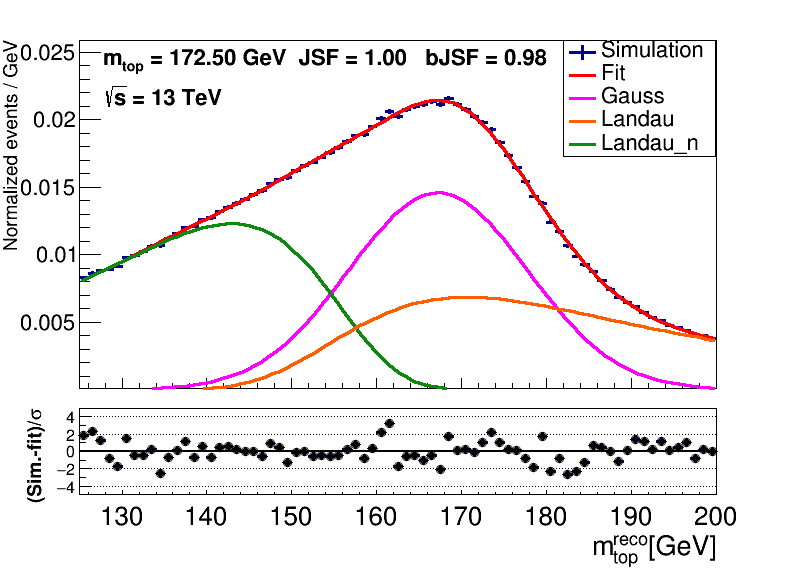 m_top = 172.50 GeV JSF = 1.00 bJSF = 0.98
√s = 13 TeV
Simulation
Fit
Gauss
Landau
Landau_n
Normalized events / GeV
0.025
0.02
0.015
0.01
0.005
(Sim.-fit)/σ
4
2
0
−2
−4
130 140 150 160 170 180 190 200
m_top^reco[GeV]